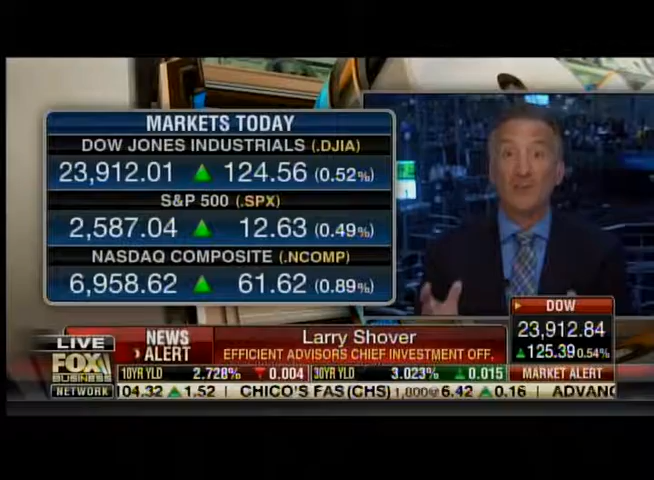 MARKETS TODAY
DOW JONES INDUSTRIALS (.DJIA)
23,912.01 ▲ 124.56 (0.52%)
S&P 500 (.SPX)
2,587.04 ▲ 12.63 (0.49%)
NASDAQ COMPOSITE (.NCOMP)
6,958.62 ▲ 61.62 (0.89%)
DOW
23,912.84
▲125.39 0.54%
MARKET ALERT
LIVE
FOX
BUSINESS
NETWORK
NEWS
ALERT
Larry Shover
EFFICIENT ADVISORS CHIEF INVESTMENT OFF.
10YR YLD 2.728% ▼ 0.004 30YR YLD 3.023% ▲ 0.015
104.32 ▲ 1.52 CHICO'S FAS (CHS) 1,800@6.42 ▲ 0.16 ADVANC